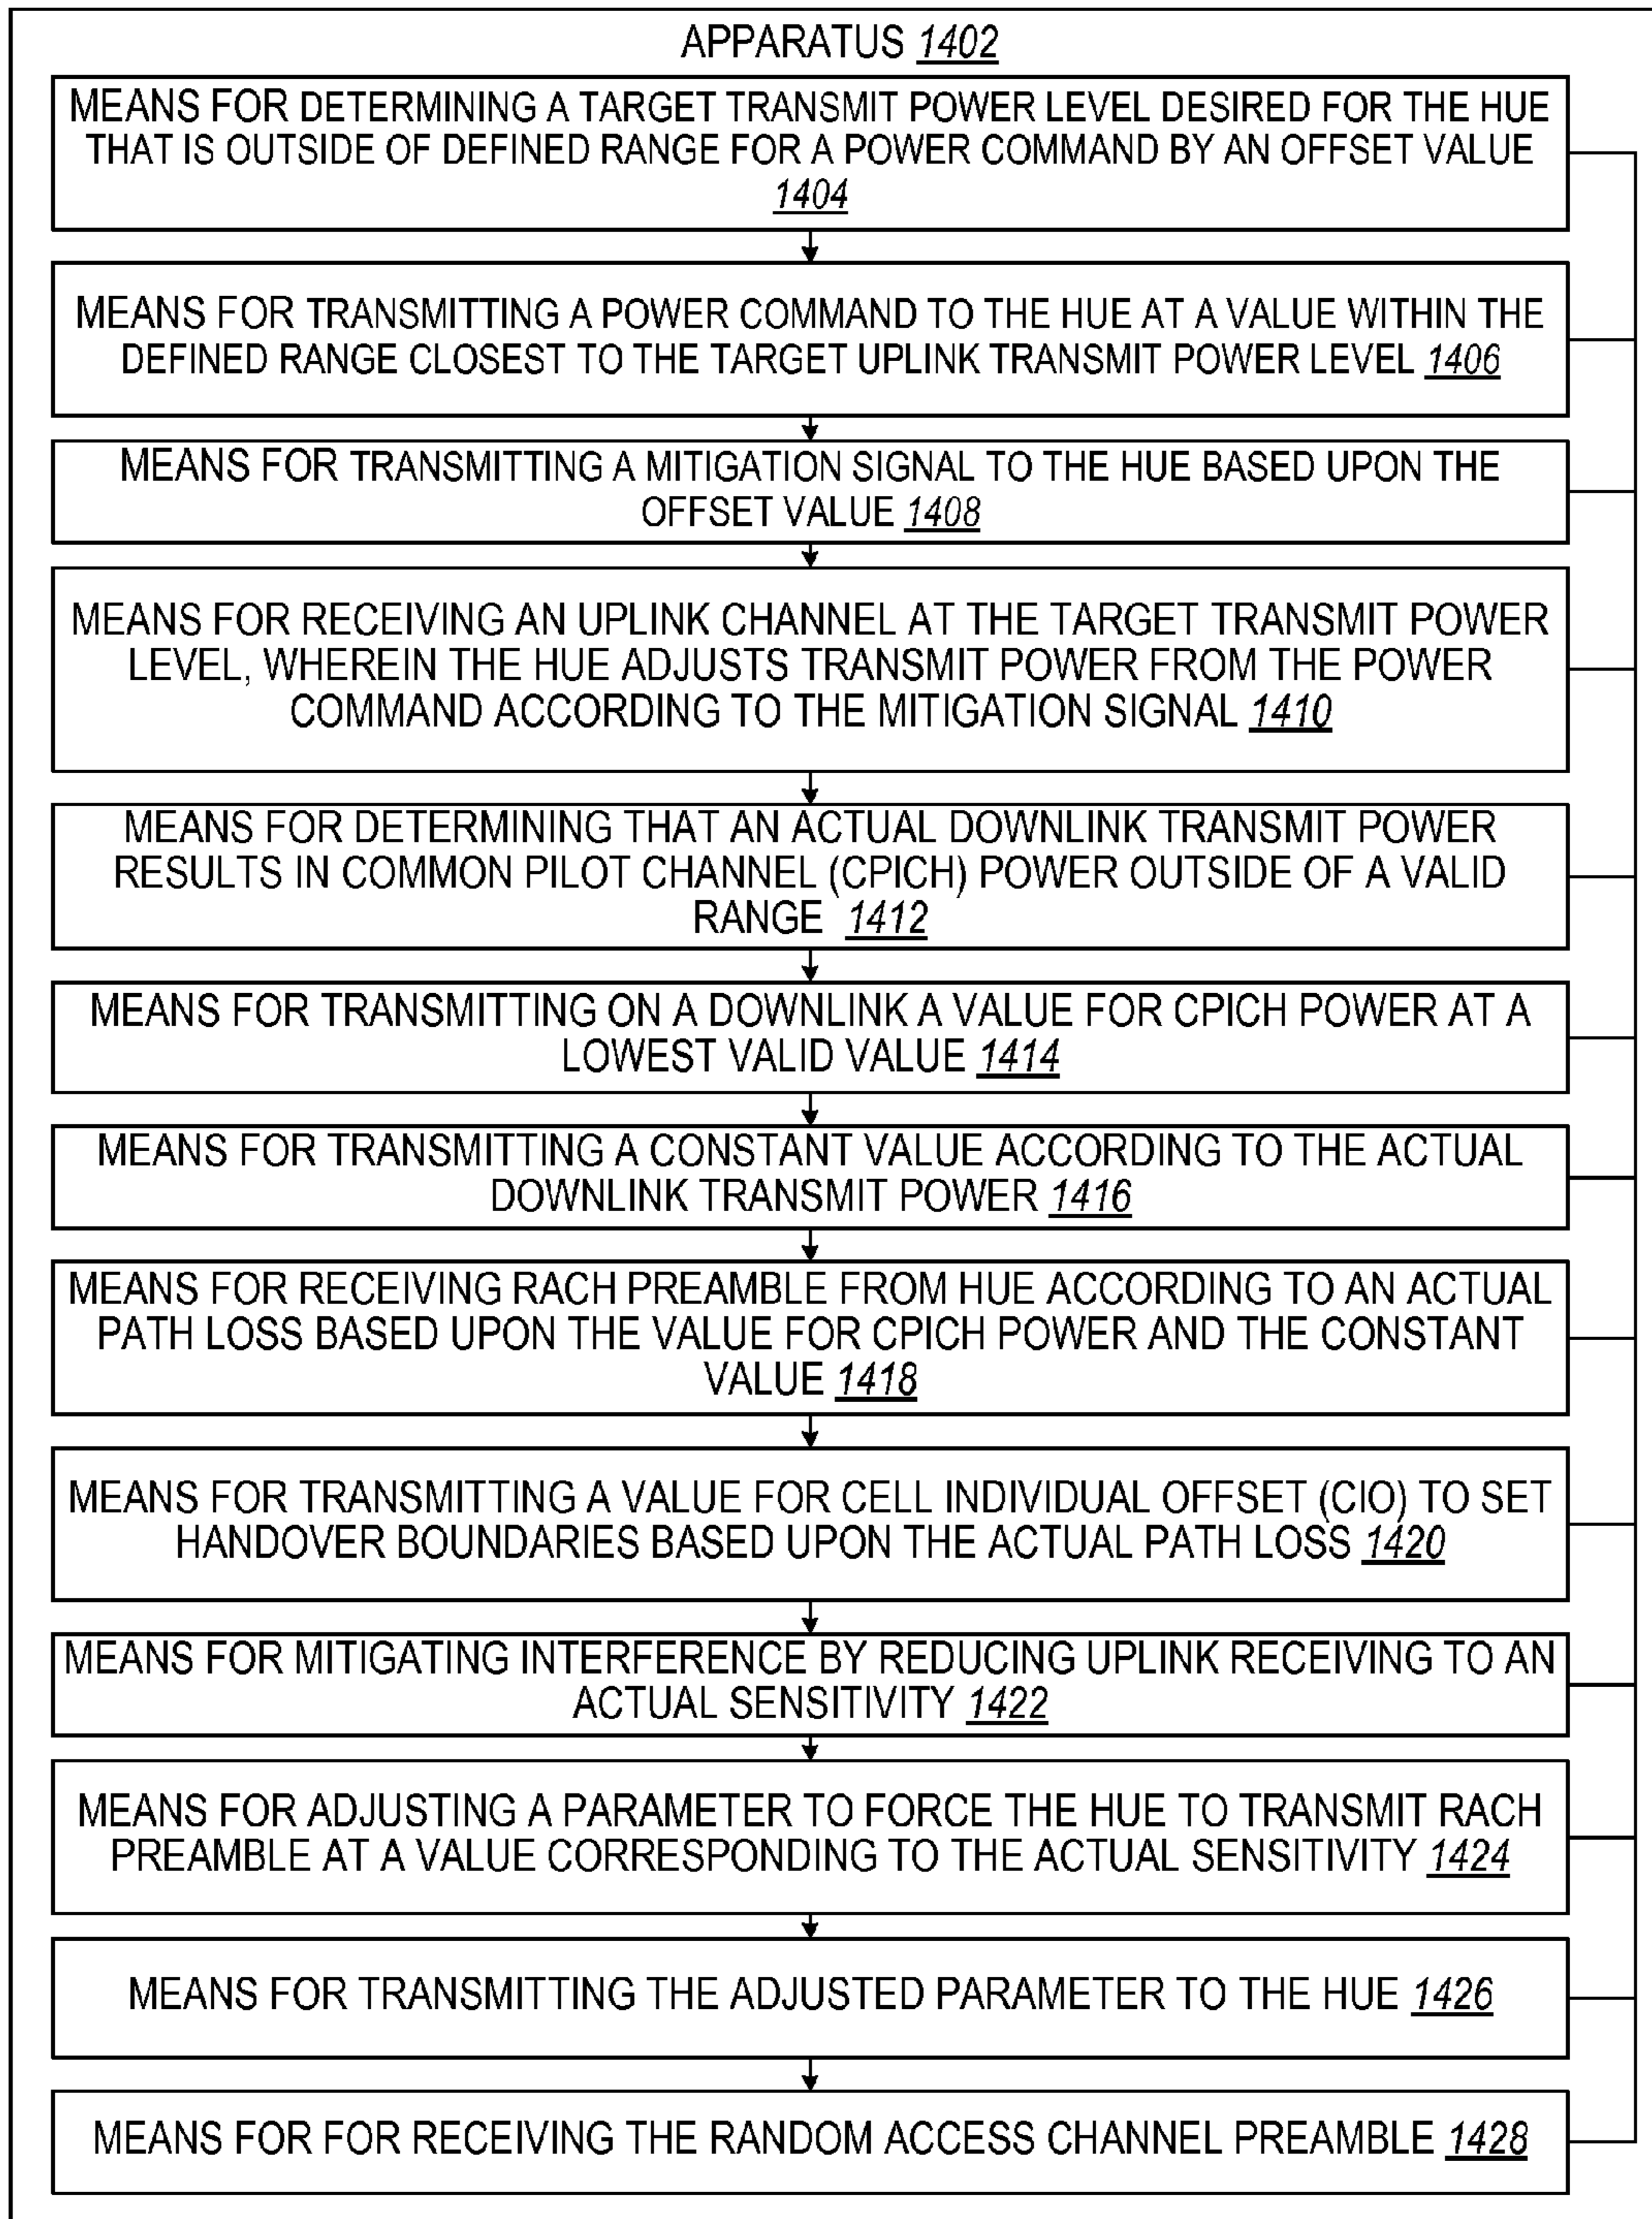 APPARATUS 1402
MEANS FOR DETERMINING A TARGET TRANSMIT POWER LEVEL DESIRED FOR THE HUE
THAT IS OUTSIDE OF DEFINED RANGE FOR A POWER COMMAND BY AN OFFSET VALUE
1404
MEANS FOR TRANSMITTING A POWER COMMAND TO THE HUE AT A VALUE WITHIN THE
DEFINED RANGE CLOSEST TO THE TARGET UPLINK TRANSMIT POWER LEVEL 1406
MEANS FOR TRANSMITTING A MITIGATION SIGNAL TO THE HUE BASED UPON THE
OFFSET VALUE 1408
MEANS FOR RECEIVING AN UPLINK CHANNEL AT THE TARGET TRANSMIT POWER
LEVEL, WHEREIN THE HUE ADJUSTS TRANSMIT POWER FROM THE POWER
COMMAND ACCORDING TO THE MITIGATION SIGNAL 1410
MEANS FOR DETERMINING THAT AN ACTUAL DOWNLINK TRANSMIT POWER
RESULTS IN COMMON PILOT CHANNEL (CPICH) POWER OUTSIDE OF A VALID
RANGE 1412
MEANS FOR TRANSMITTING ON A DOWNLINK A VALUE FOR CPICH POWER AT A
LOWEST VALID VALUE 1414
MEANS FOR TRANSMITTING A CONSTANT VALUE ACCORDING TO THE ACTUAL
DOWNLINK TRANSMIT POWER 1416
MEANS FOR RECEIVING RACH PREAMBLE FROM HUE ACCORDING TO AN ACTUAL
PATH LOSS BASED UPON THE VALUE FOR CPICH POWER AND THE CONSTANT
VALUE 1418
MEANS FOR TRANSMITTING A VALUE FOR CELL INDIVIDUAL OFFSET (CIO) TO SET
HANDOVER BOUNDARIES BASED UPON THE ACTUAL PATH LOSS 1420
MEANS FOR MITIGATING INTERFERENCE BY REDUCING UPLINK RECEIVING TO AN
ACTUAL SENSITIVITY 1422
MEANS FOR ADJUSTING A PARAMETER TO FORCE THE HUE TO TRANSMIT RACH
PREAMBLE AT A VALUE CORRESPONDING TO THE ACTUAL SENSITIVITY 1424
MEANS FOR TRANSMITTING THE ADJUSTED PARAMETER TO THE HUE 1426
MEANS FOR FOR RECEIVING THE RANDOM ACCESS CHANNEL PREAMBLE 1428